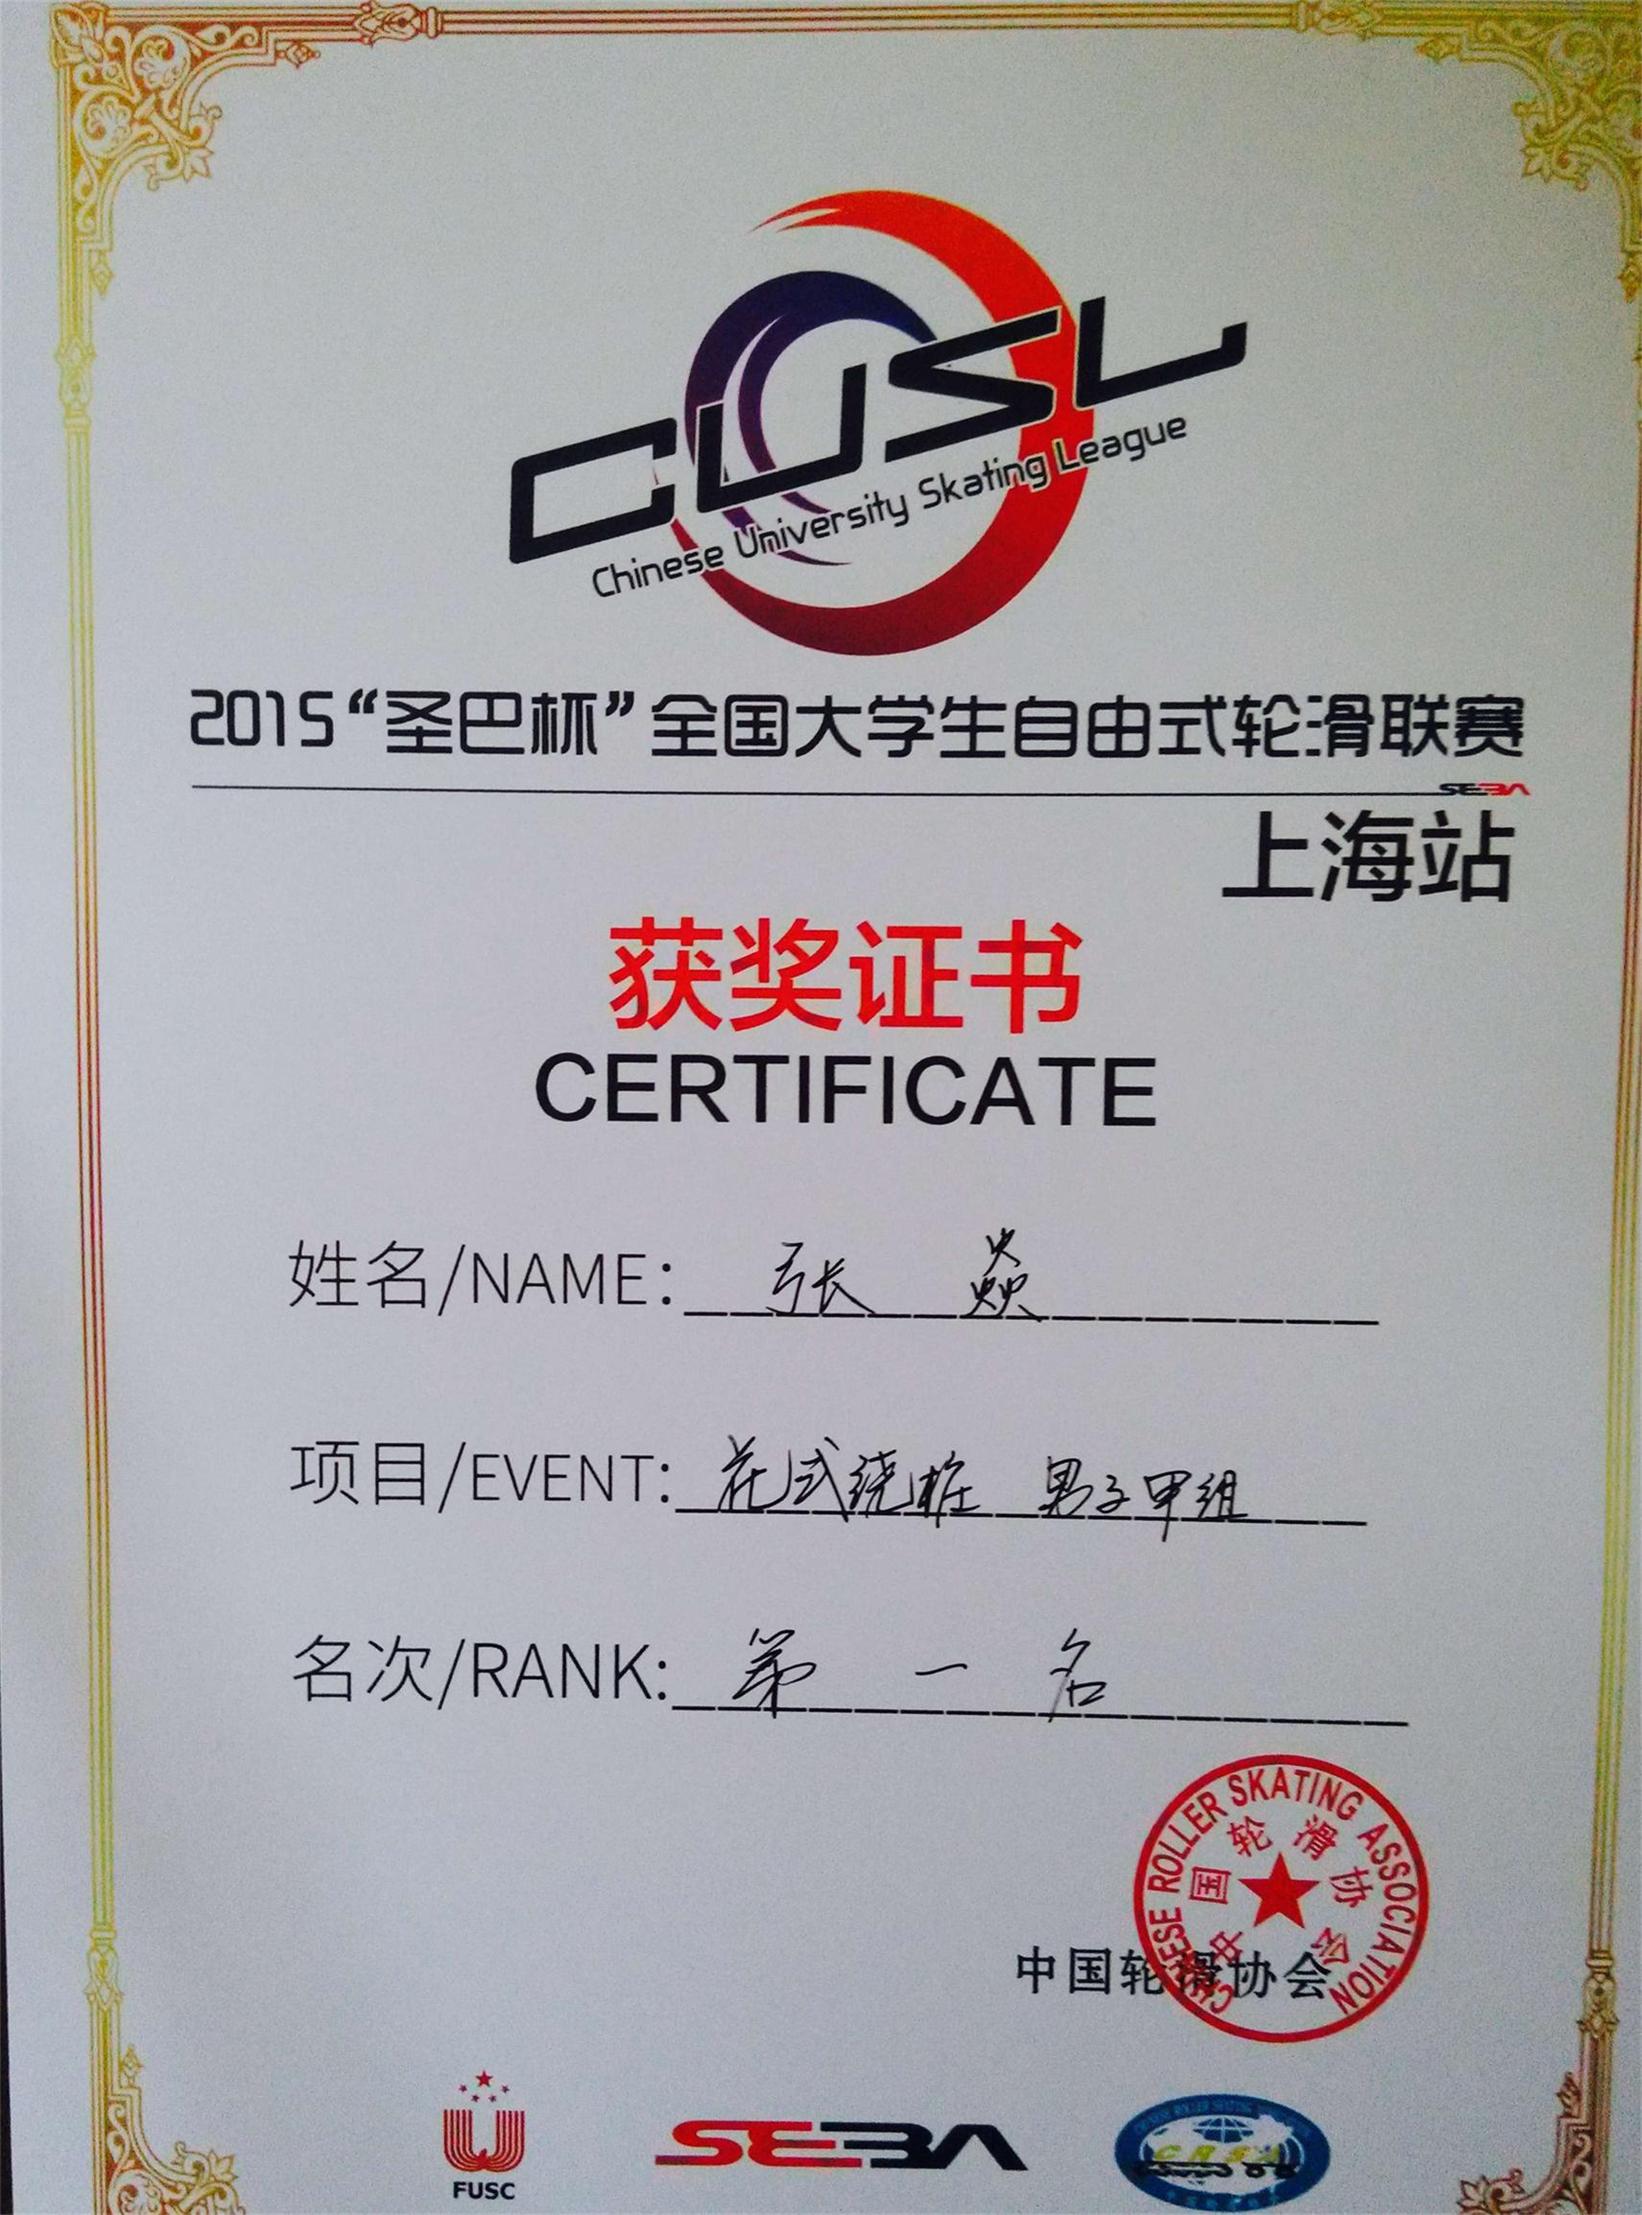 CUSL
Chinese University Skating League
2015“圣巴杯”全国大学生自由式轮滑联赛
SEBA
上海站
获奖证书
CERTIFICATE
姓名/NAME: 张 焱
项目/EVENT: 花式绕桩 男子甲组
名次/RANK: 第 一 名
CHINESE ROLLER SKATING ASSOCIATION
中国轮滑协会
中国轮滑协会
FUSC
SEBA
CRSA